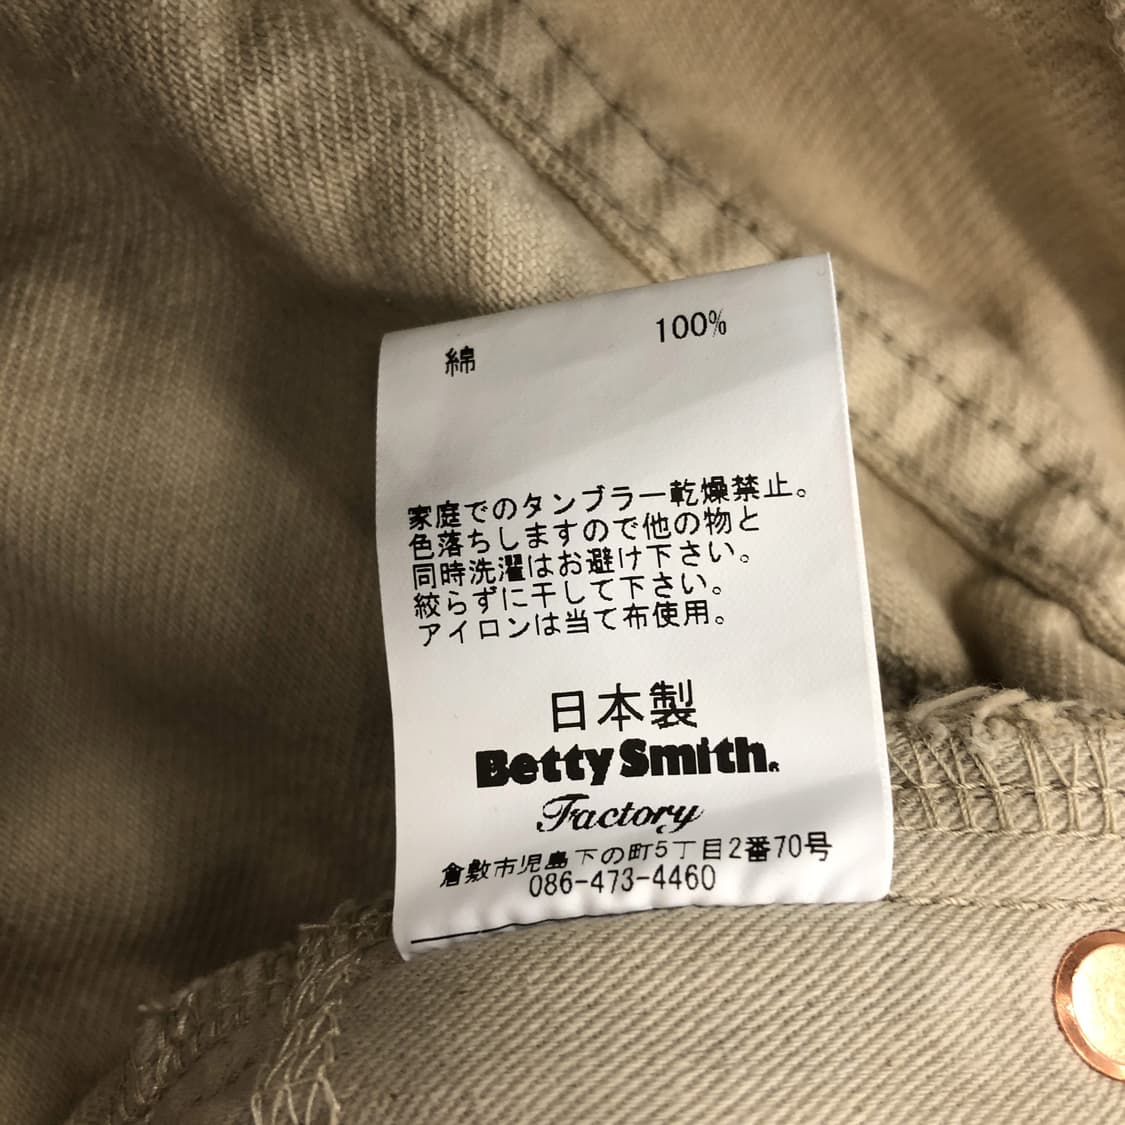 綿 100%
家庭でのタンブラー乾燥禁止。
色落ちしますので他の物と
同時洗濯はお避け下さい。
絞らずに干して下さい。
アイロンは当て布使用。
日本製
Betty Smith®
Factory
倉敷市児島下の町5丁目2番70号
086-473-4460